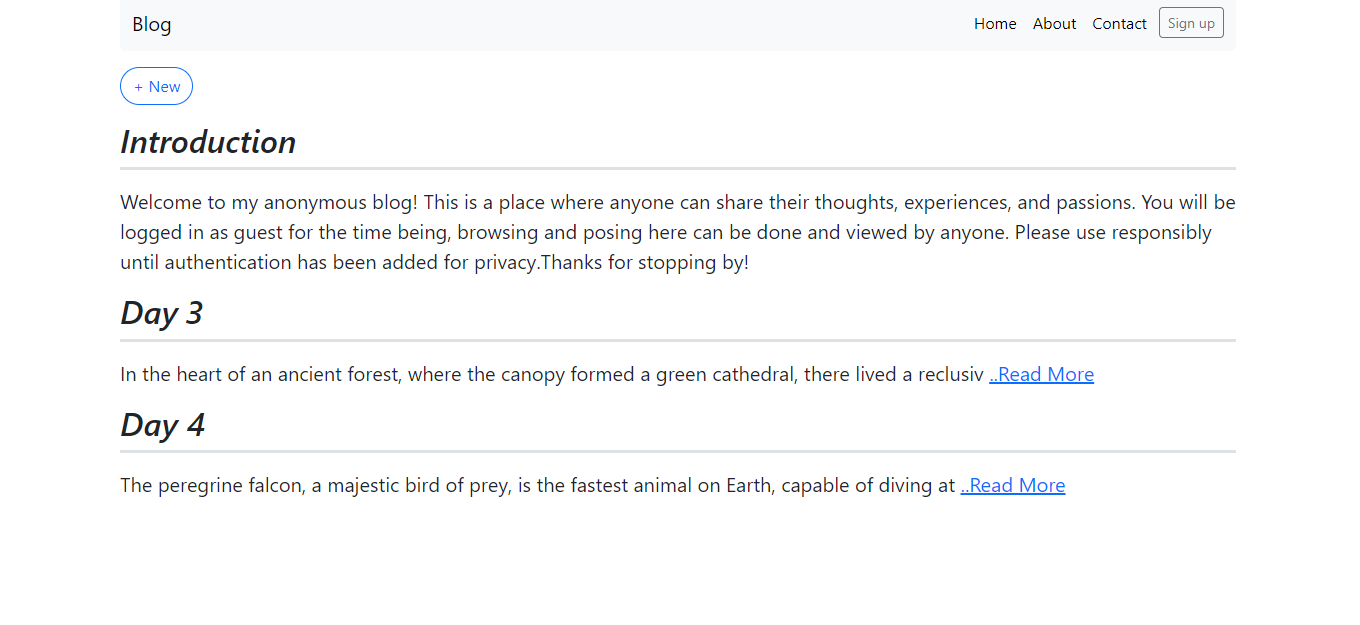 Blog Home About Contact Sign up
+ New
Introduction
Welcome to my anonymous blog! This is a place where anyone can share their thoughts, experiences, and passions. You will be
logged in as guest for the time being, browsing and posing here can be done and viewed by anyone. Please use responsibly
until authentication has been added for privacy.Thanks for stopping by!
Day 3
In the heart of an ancient forest, where the canopy formed a green cathedral, there lived a reclusiv ..Read More
Day 4
The peregrine falcon, a majestic bird of prey, is the fastest animal on Earth, capable of diving at ..Read More